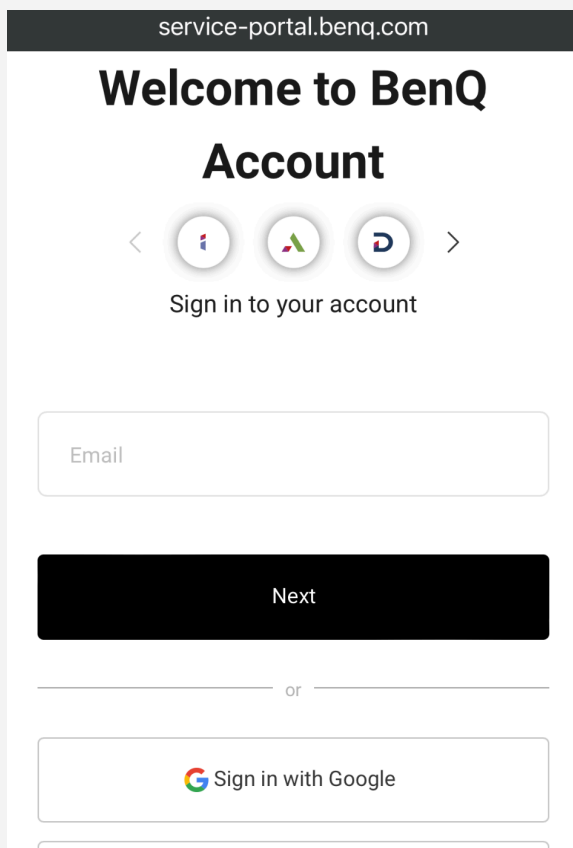 service-portal.benq.com
Welcome to BenQ
Account
Sign in to your account
Email
Next
or
Sign in with Google